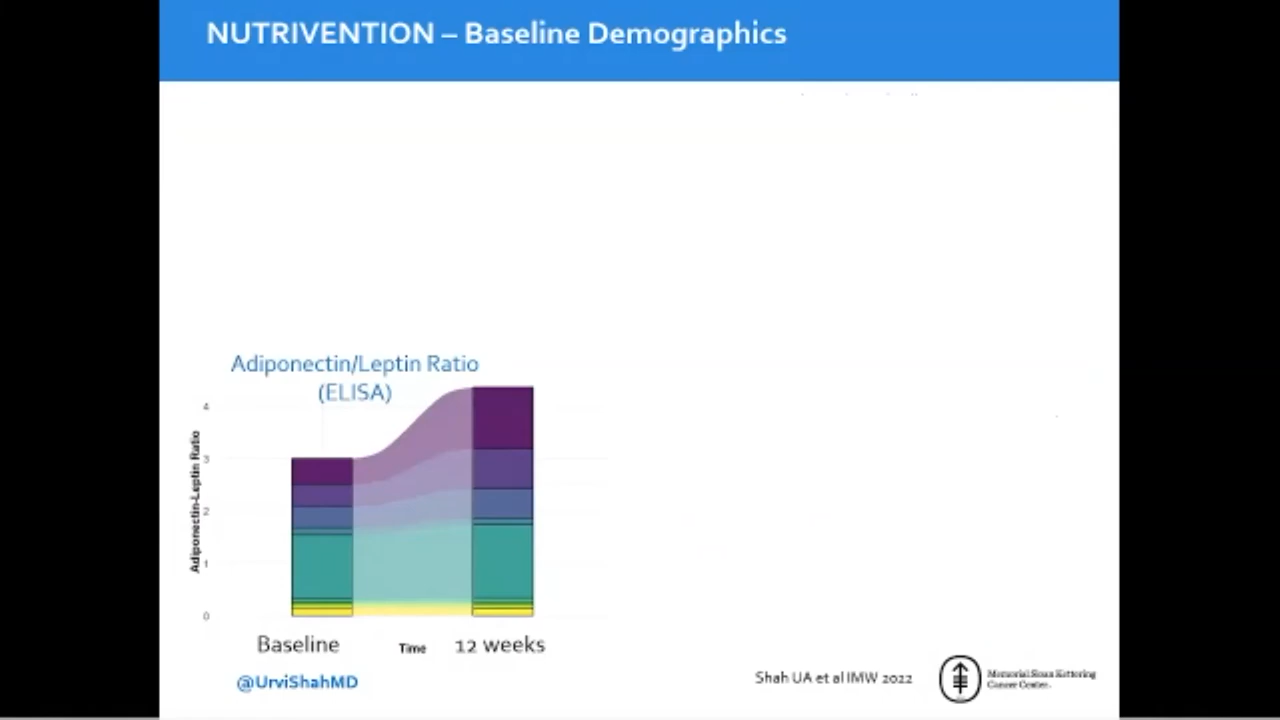 NUTRIVENTION – Baseline Demographics
Adiponectin/Leptin Ratio
(ELISA)
Adiponectin-Leptin Ratio
4
3
2
1
0
Baseline
Time
12 weeks
@UrviShahMD
Shah UA et al IMW 2022
Memorial Sloan Kettering
Cancer Center.